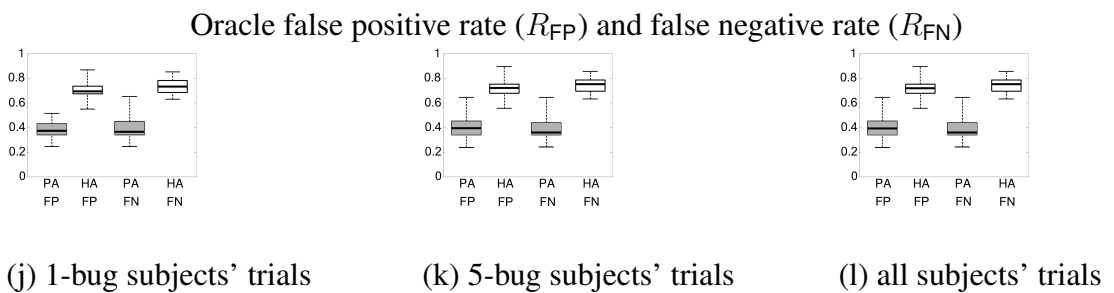 Oracle false positive rate (R_FP) and false negative rate (R_FN)
1
0.8
0.6
0.4
0.2
0
PA HA PA HA
FP FP FN FN
1
0.8
0.6
0.4
0.2
0
PA HA PA HA
FP FP FN FN
1
0.8
0.6
0.4
0.2
0
PA HA PA HA
FP FP FN FN
(j) 1-bug subjects’ trials (k) 5-bug subjects’ trials (l) all subjects’ trials